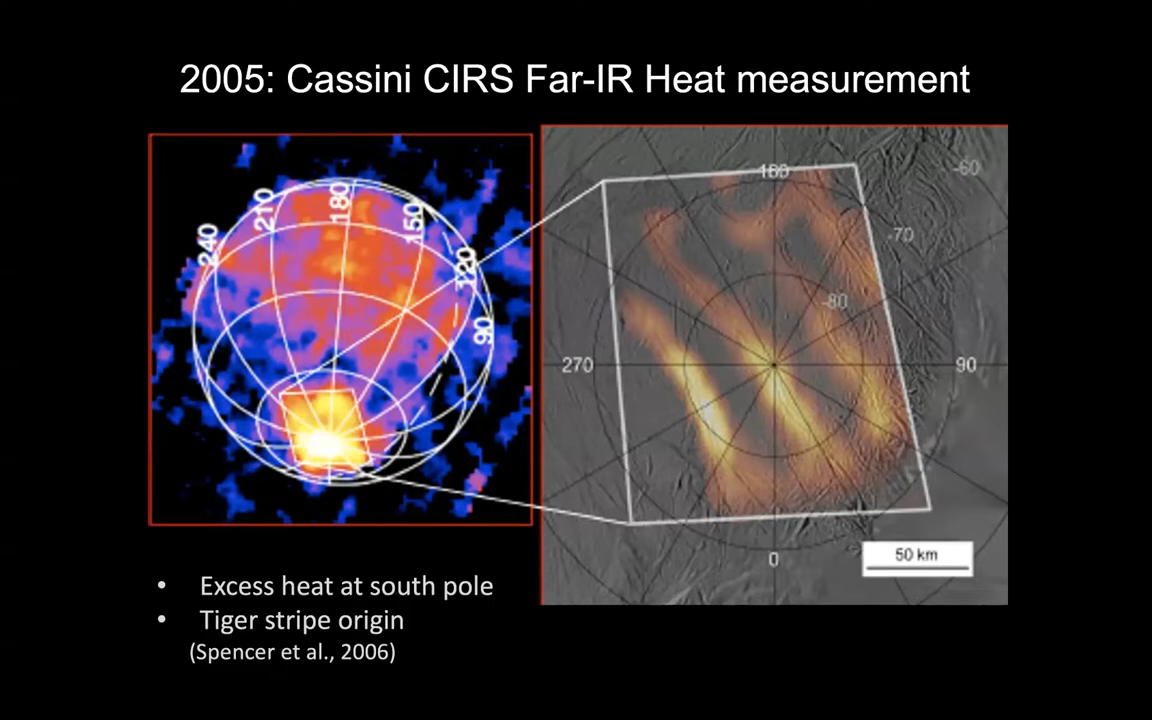 2005: Cassini CIRS Far-IR Heat measurement
240
210
180
150
120
90
180
-60
-70
-80
270
90
0
50 km
• Excess heat at south pole
• Tiger stripe origin
(Spencer et al., 2006)